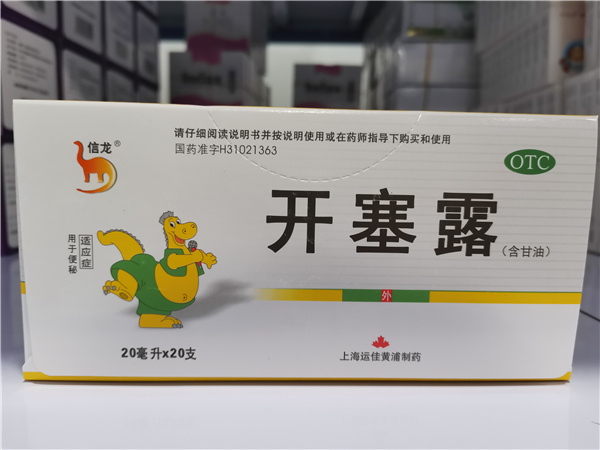 信龙®
请仔细阅读说明书并按说明使用或在药师指导下购买和使用
国药准字H31021363
OTC
开塞露
(含甘油)
适应症
用于便秘
外
20毫升x20支
上海运佳黄浦制药